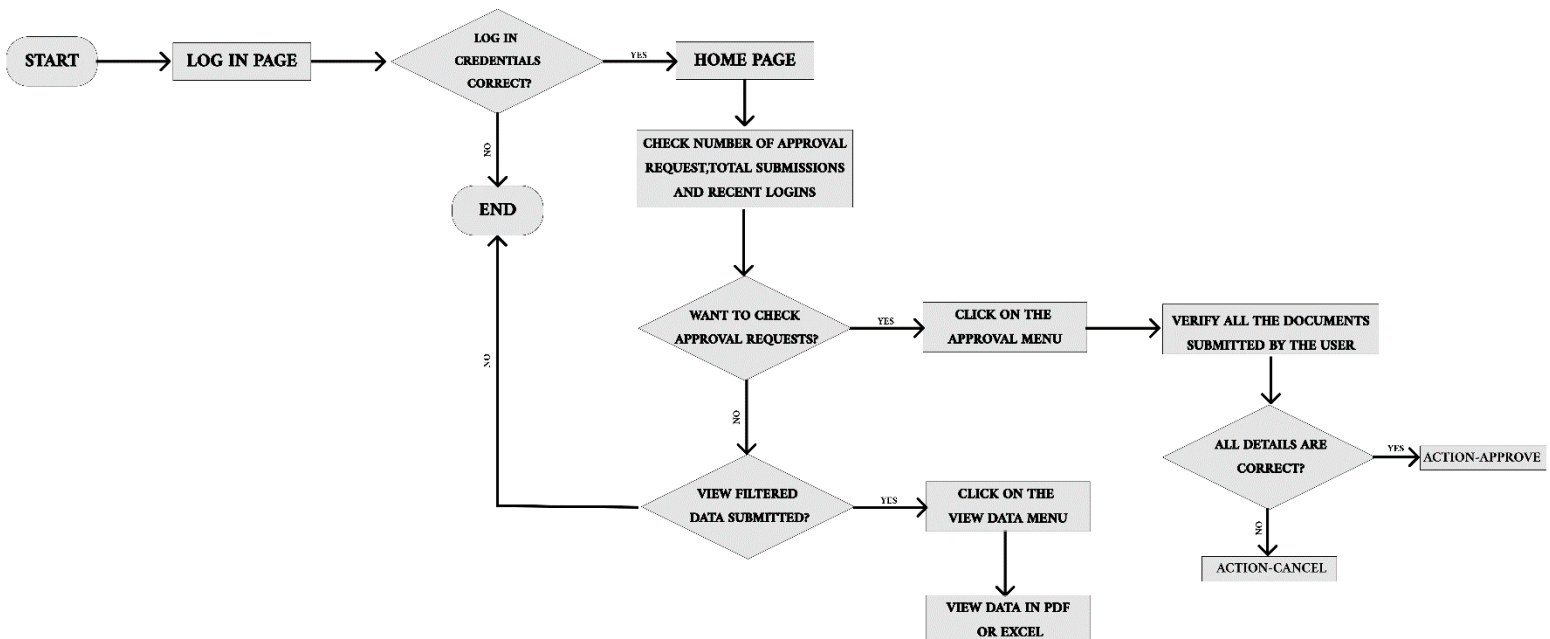 START
LOG IN PAGE
LOG IN
CREDENTIALS
CORRECT?
YES
HOME PAGE
NO
END
CHECK NUMBER OF APPROVAL
REQUEST,TOTAL SUBMISSIONS
AND RECENT LOGINS
WANT TO CHECK
APPROVAL REQUESTS?
YES
CLICK ON THE
APPROVAL MENU
VERIFY ALL THE DOCUMENTS
SUBMITTED BY THE USER
NO
NO
ALL DETAILS ARE
CORRECT?
YES
ACTION-APPROVE
NO
ACTION-CANCEL
VIEW FILTERED
DATA SUBMITTED?
YES
CLICK ON THE
VIEW DATA MENU
VIEW DATA IN PDF
OR EXCEL